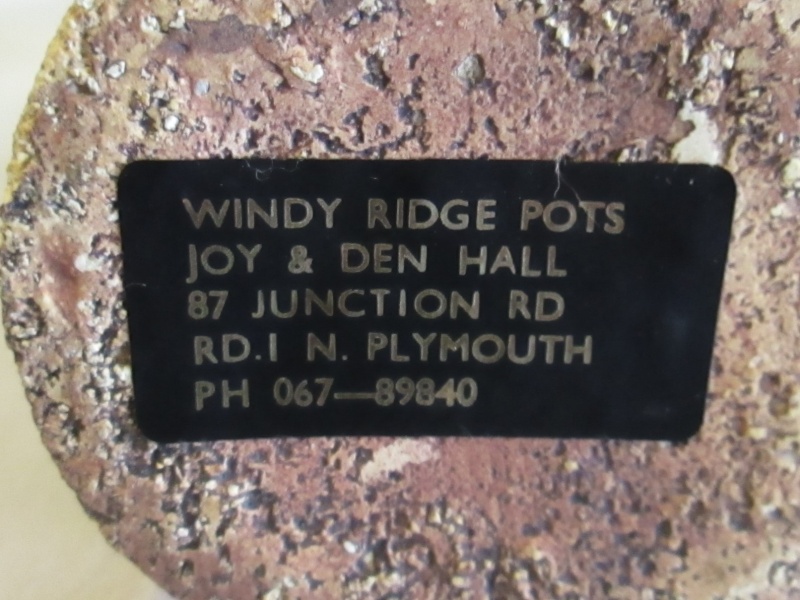 WINDY RIDGE POTS
JOY & DEN HALL
87 JUNCTION RD
RD.1 N. PLYMOUTH
PH 067—89840